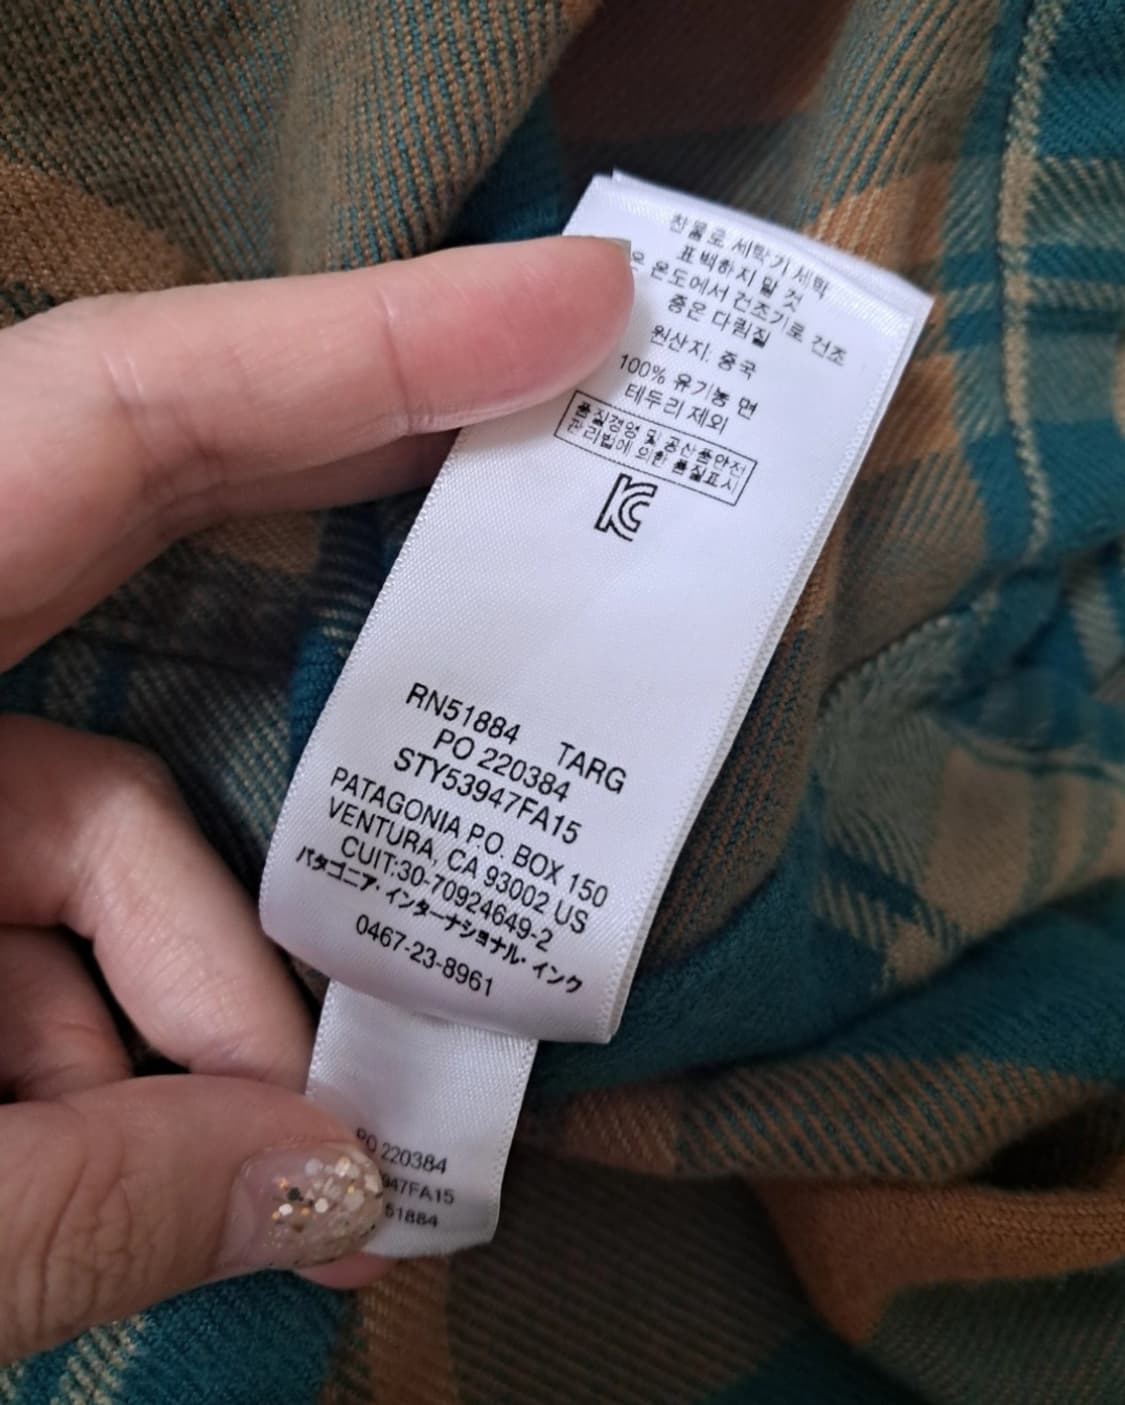 찬물로 세탁기 세탁
표백하지 말 것
온도에서 건조기로 건조
중온 다림질
원산지: 중국
100% 유기농 면
테두리 제외
품질경영 및 공산품안전
관리법에 의한 품질표시
KC
RN51884 TARG
PO 220384
STY53947FA15
PATAGONIA P.O. BOX 150
VENTURA, CA 93002 US
CUIT:30-70924649-2
パタゴニア・インターナショナル・インク
0467-23-8961
PO 220384
947FA15
51884